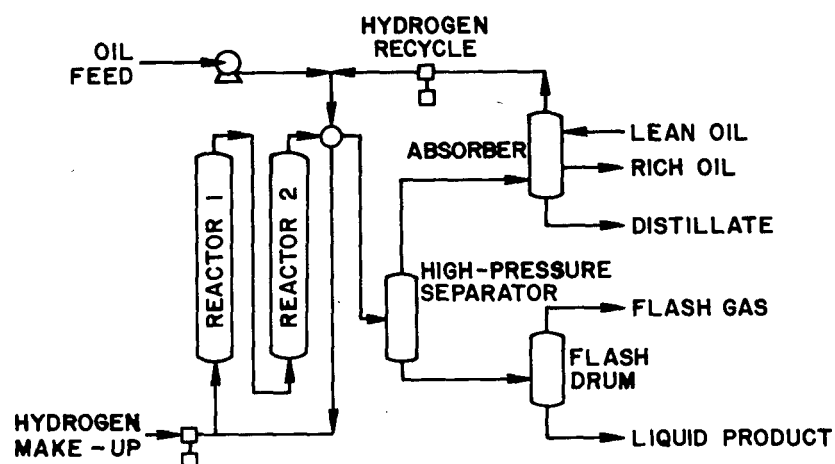 HYDROGEN
RECYCLE
OIL
FEED
LEAN OIL
ABSORBER
RICH OIL
DISTILLATE
REACTOR 1
REACTOR 2
HIGH-PRESSURE
SEPARATOR
FLASH GAS
FLASH
DRUM
HYDROGEN
MAKE-UP
LIQUID PRODUCT